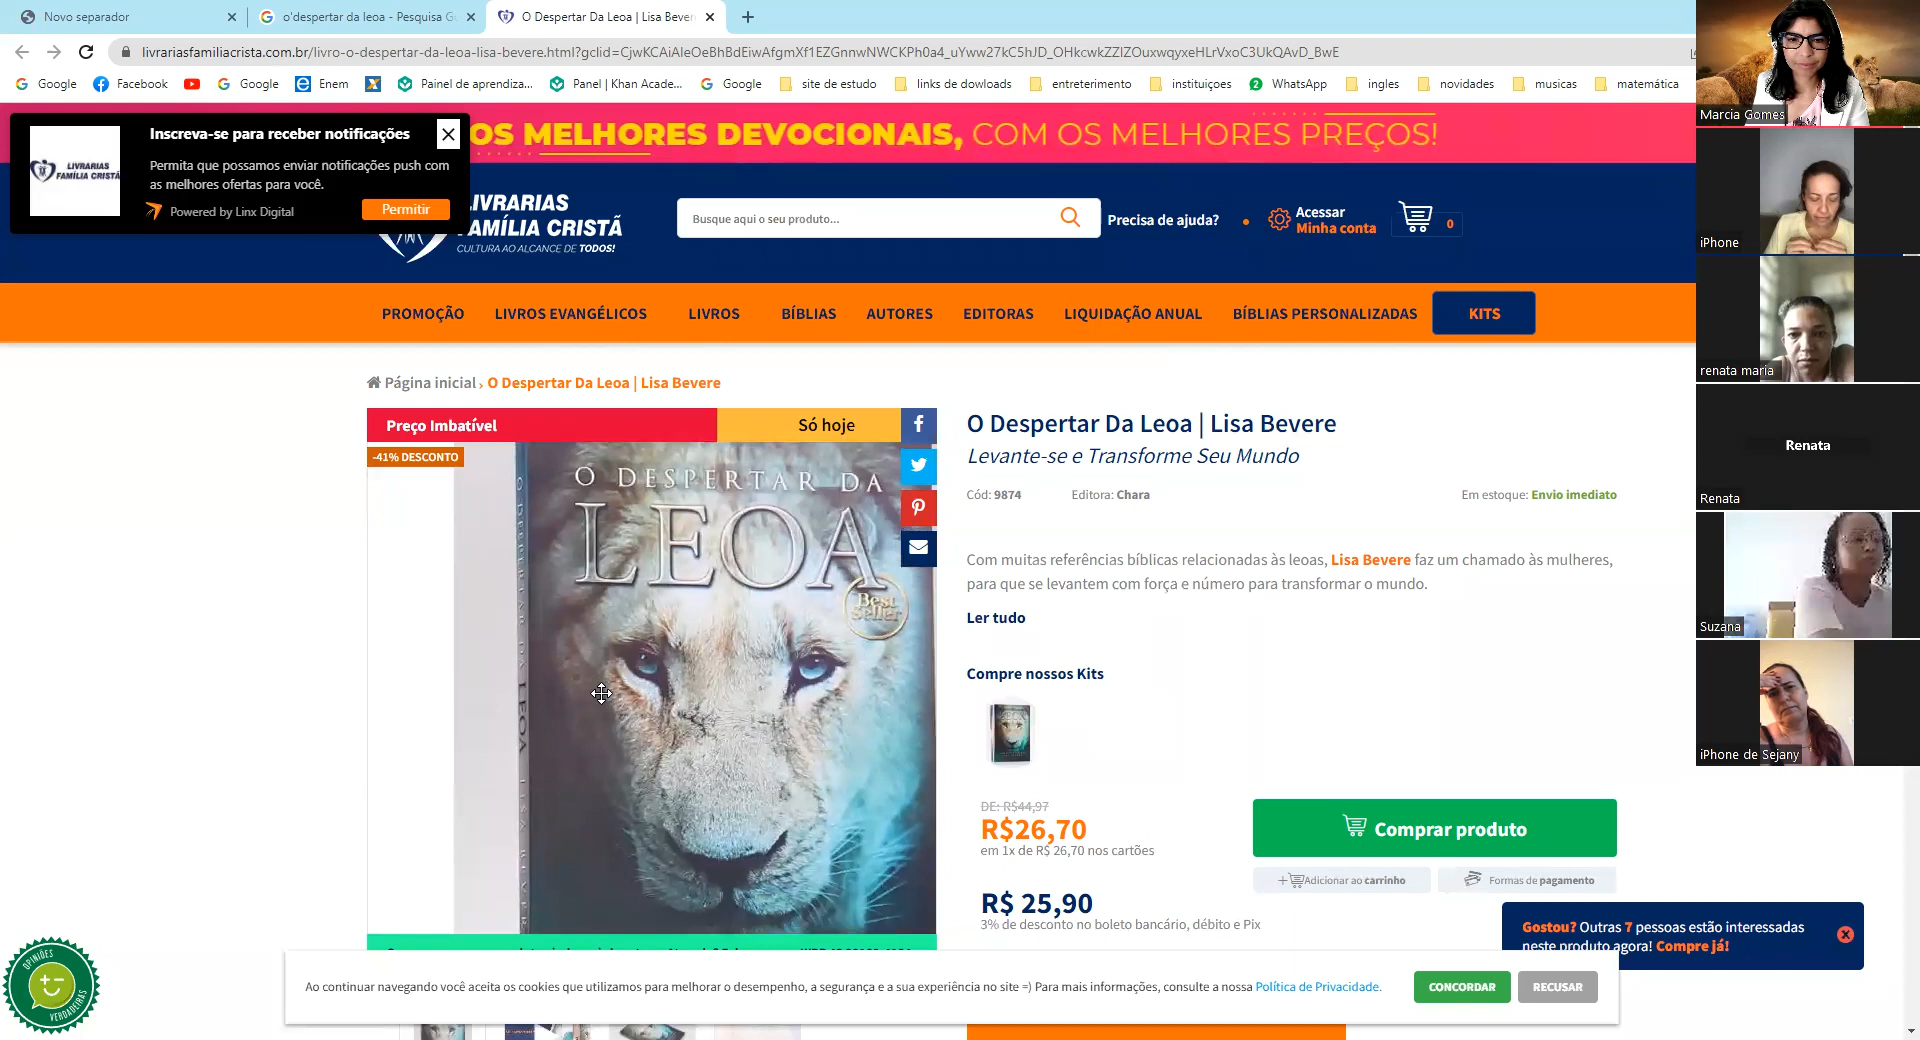 Novo separador
o'despertar da leoa - Pesquisa G
O Despertar Da Leoa | Lisa Bever
livrariasfamiliacrista.com.br/livro-o-despertar-da-leoa-lisa-bevere.html?gclid=CjwKCAiAleOeBhBdEiwAfgmXf1EZGnnwNWCKPh0a4_uYww27kC5hJD_OHkcwkZZIZOuxwqyxeHLrVxoC3UkQAvD_BwE
Google
Facebook
Google
Enem
Painel de aprendiza...
Panel | Khan Acade...
Google
site de estudo
links de dowloads
entreterimento
instituiçoes
WhatsApp
ingles
novidades
musicas
matemática
OS MELHORES DEVOCIONAIS, COM OS MELHORES PREÇOS!
Inscreva-se para receber notificações
Permita que possamos enviar notificações push com
as melhores ofertas para você.
Powered by Linx Digital
Permitir
LIVRARIAS
FAMÍLIA CRISTÃ
LIVRARIAS
FAMÍLIA CRISTÃ
CULTURA AO ALCANCE DE TODOS!
Busque aqui o seu produto...
Precisa de ajuda?
Acessar
Minha conta
0
PROMOÇÃO
LIVROS EVANGÉLICOS
LIVROS
BÍBLIAS
AUTORES
EDITORAS
LIQUIDAÇÃO ANUAL
BÍBLIAS PERSONALIZADAS
KITS
Página inicial › O Despertar Da Leoa | Lisa Bevere
Preço Imbatível
Só hoje
-41% DESCONTO
O DESPERTAR DA
LEOA
Best
Seller
O Despertar Da Leoa | Lisa Bevere
Levante-se e Transforme Seu Mundo
Cód: 9874
Editora: Chara
Em estoque: Envio imediato
Com muitas referências bíblicas relacionadas às leoas, Lisa Bevere faz um chamado às mulheres,
para que se levantem com força e número para transformar o mundo.
Ler tudo
Compre nossos Kits
DE: R$44,97
R$26,70
em 1x de R$ 26,70 nos cartões
R$ 25,90
3% de desconto no boleto bancário, débito e Pix
Comprar produto
Adicionar ao carrinho
Formas de pagamento
Gostou? Outras 7 pessoas estão interessadas
neste produto agora! Compre já!
OPINIÕES
VERDADEIRAS
Ao continuar navegando você aceita os cookies que utilizamos para melhorar o desempenho, a segurança e a sua experiência no site =) Para mais informações, consulte a nossa Política de Privacidade.
CONCORDAR
RECUSAR
Marcia Gomes
iPhone
renata maria
Renata
Renata
Suzana
iPhone de Sejany